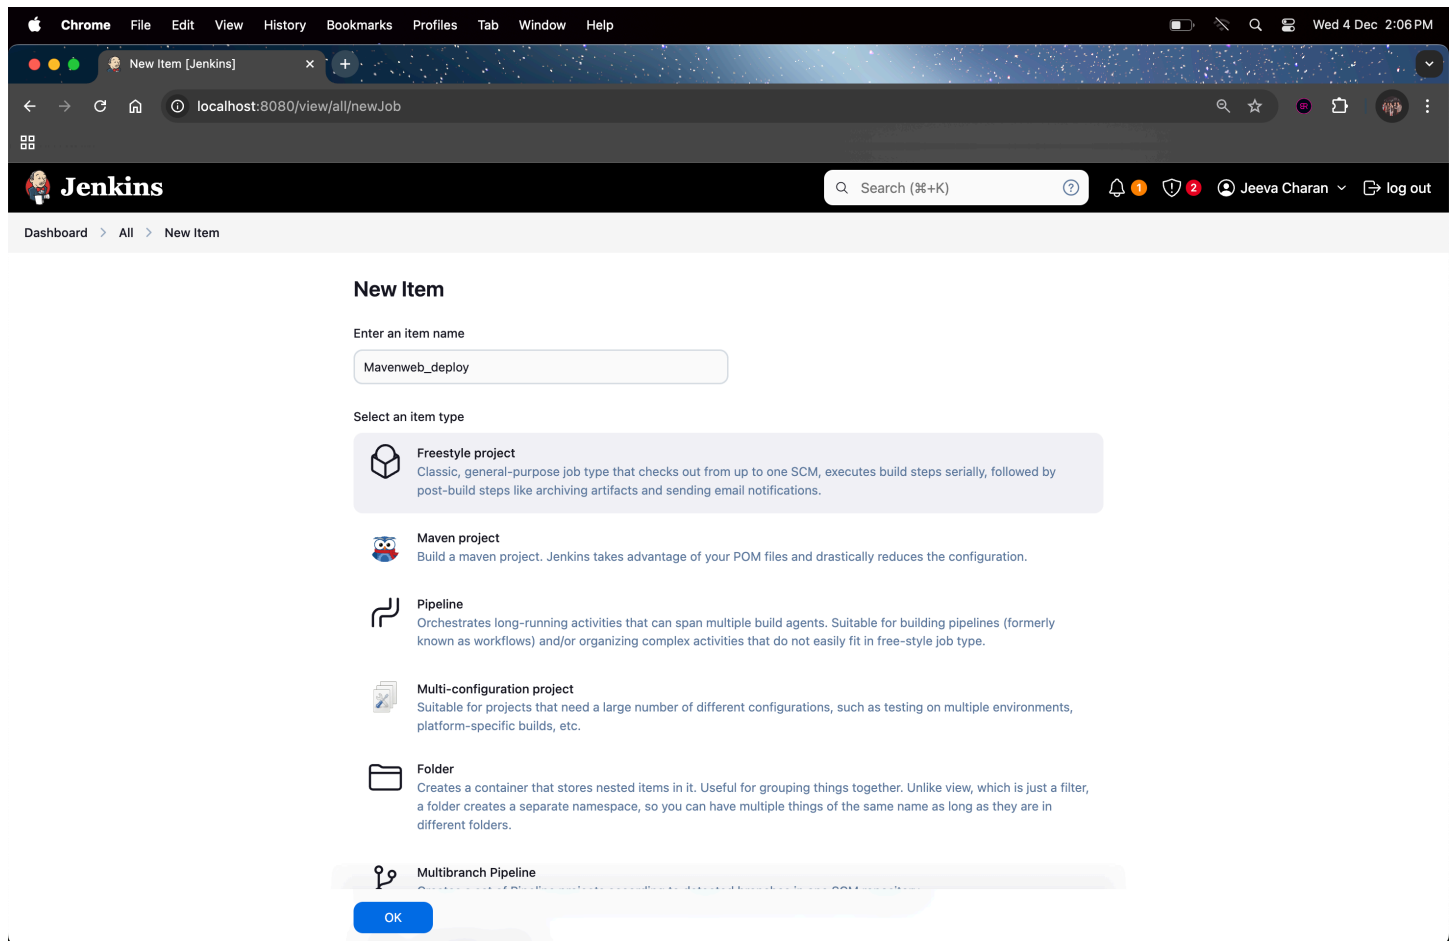 Chrome File Edit View History Bookmarks Profiles Tab Window Help Wed 4 Dec 2:06 PM
New Item [Jenkins]
localhost:8080/view/all/newJob
Jenkins Search (⌘+K) ? 1 2 Jeeva Charan log out
Dashboard > All > New Item
New Item
Enter an item name
Mavenweb_deploy
Select an item type
Freestyle project
Classic, general-purpose job type that checks out from up to one SCM, executes build steps serially, followed by
post-build steps like archiving artifacts and sending email notifications.
Maven project
Build a maven project. Jenkins takes advantage of your POM files and drastically reduces the configuration.
Pipeline
Orchestrates long-running activities that can span multiple build agents. Suitable for building pipelines (formerly
known as workflows) and/or organizing complex activities that do not easily fit in free-style job type.
Multi-configuration project
Suitable for projects that need a large number of different configurations, such as testing on multiple environments,
platform-specific builds, etc.
Folder
Creates a container that stores nested items in it. Useful for grouping things together. Unlike view, which is just a filter,
a folder creates a separate namespace, so you can have multiple things of the same name as long as they are in
different folders.
Multibranch Pipeline
OK